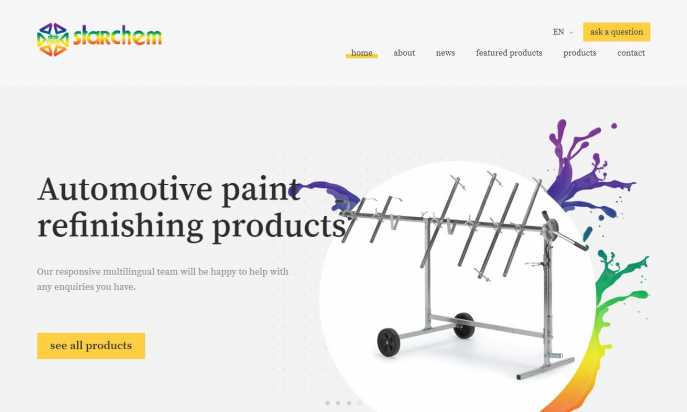 starchem
EN
ask a question
home about news featured products products contact
Automotive paint
refinishing products
Our responsive multilingual team will be happy to help with
any enquiries you have.
see all products